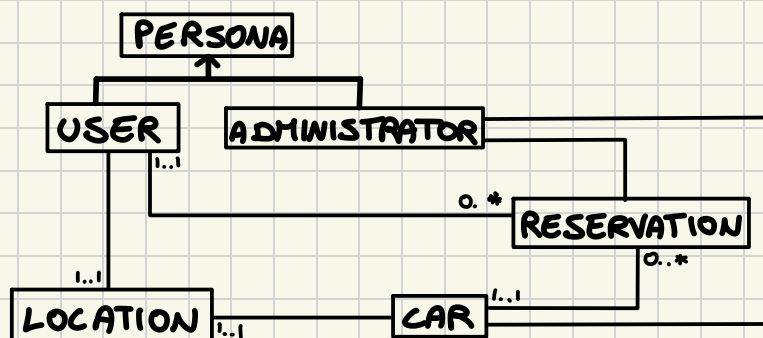 PERSONA
USER
ADMINISTRATOR
1..1
0. *
RESERVATION
0..*
1..1
LOCATION
1..1
CAR
1..1